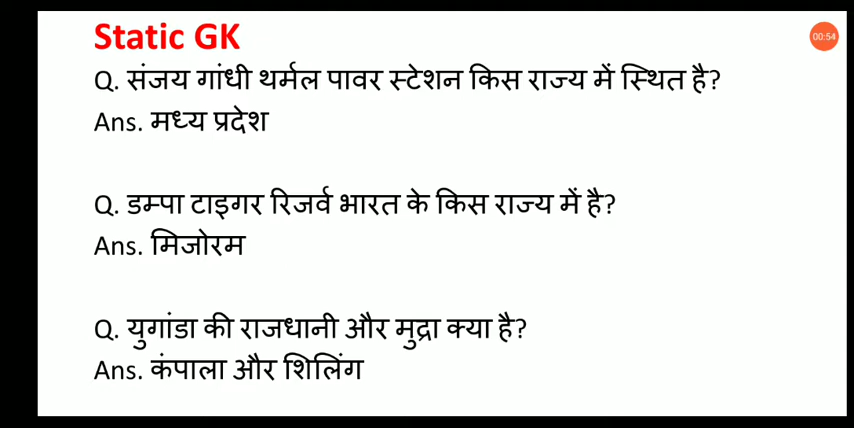 Static GK
00:54
Q. संजय गांधी थर्मल पावर स्टेशन किस राज्य में स्थित है?
Ans. मध्य प्रदेश
Q. डम्पा टाइगर रिजर्व भारत के किस राज्य में है?
Ans. मिजोरम
Q. युगांडा की राजधानी और मुद्रा क्या है?
Ans. कंपाला और शिलिंग